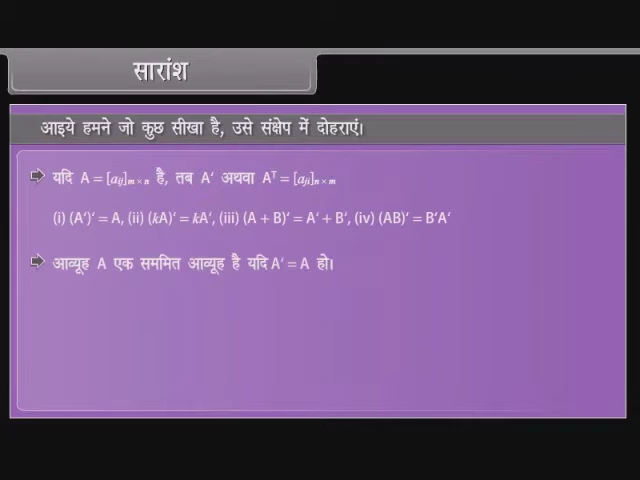 सारांश
आइये हमने जो कुछ सीखा है, उसे संक्षेप में दोहराएं।
यदि A = [aij]m × n है, तब A‘ अथवा Aᵀ = [aji]n × m
(i) (A‘)‘ = A, (ii) (kA)‘ = kA‘, (iii) (A + B)‘ = A‘ + B‘, (iv) (AB)‘ = B‘A‘
आव्यूह A एक सममित आव्यूह है यदि A‘ = A हो।